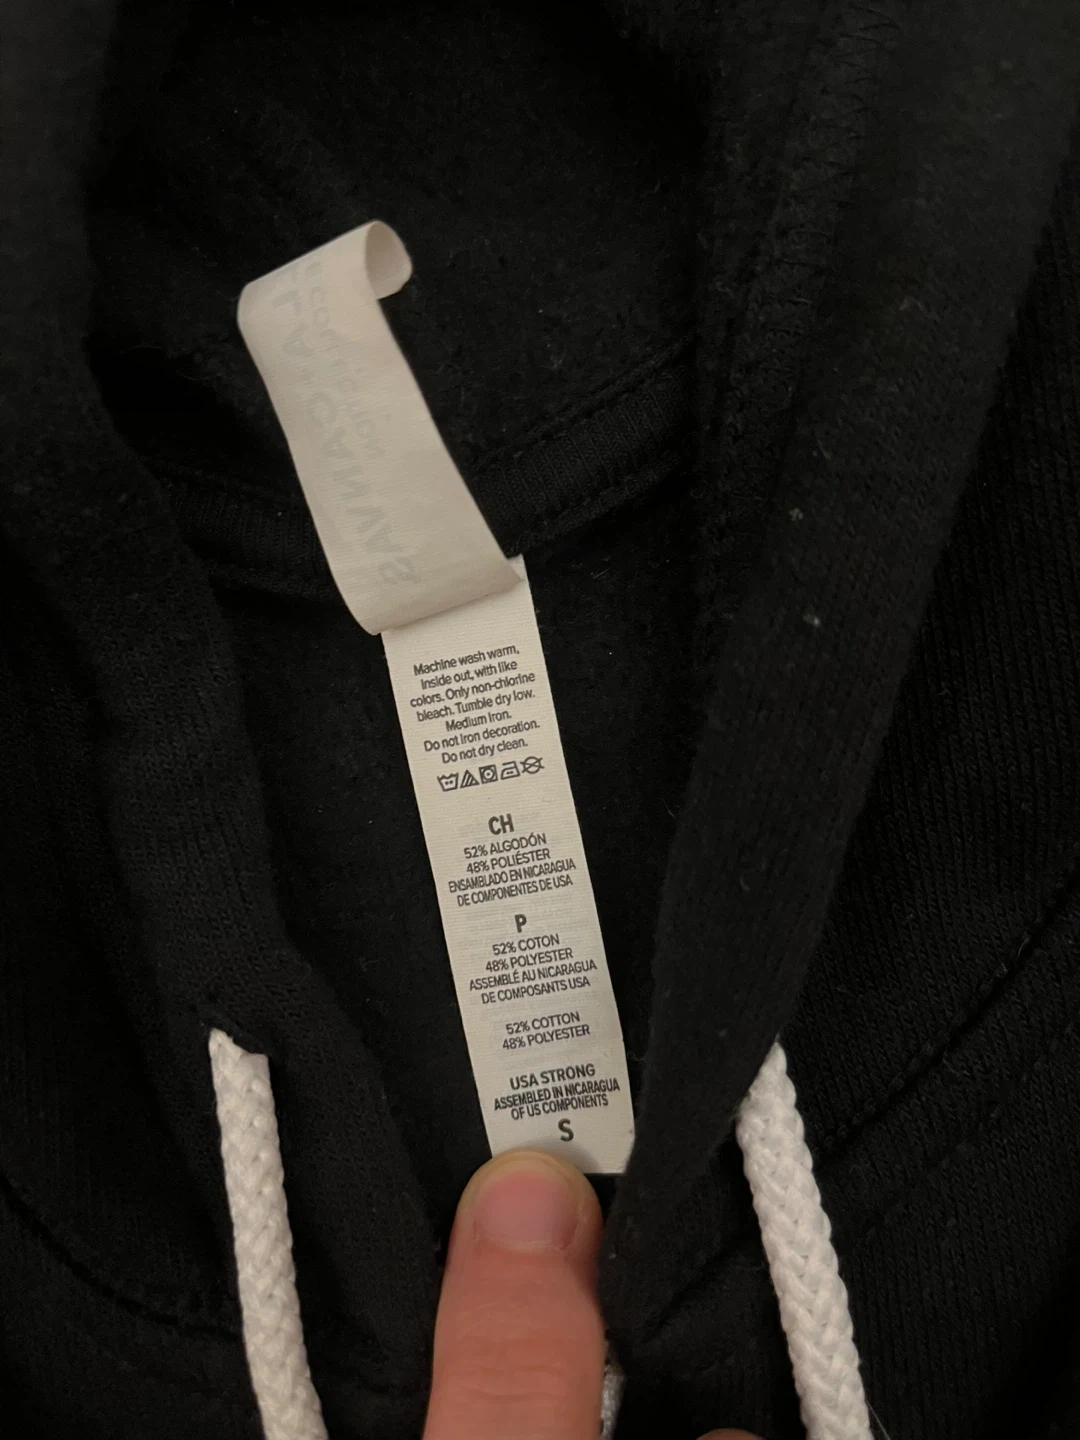 Machine wash warm,
Inside out, with like
colors. Only non-chlorine
bleach. Tumble dry low.
Medium Iron.
Do not Iron decoration.
Do not dry clean.
CH
52% ALGODÓN
48% POLIÉSTER
ENSAMBLADO EN NICARAGUA
DE COMPONENTES DE USA
P
52% COTON
48% POLYESTER
ASSEMBLÉ AU NICARAGUA
DE COMPOSANTS USA
52% COTTON
48% POLYESTER
USA STRONG
ASSEMBLED IN NICARAGUA
OF US COMPONENTS
S